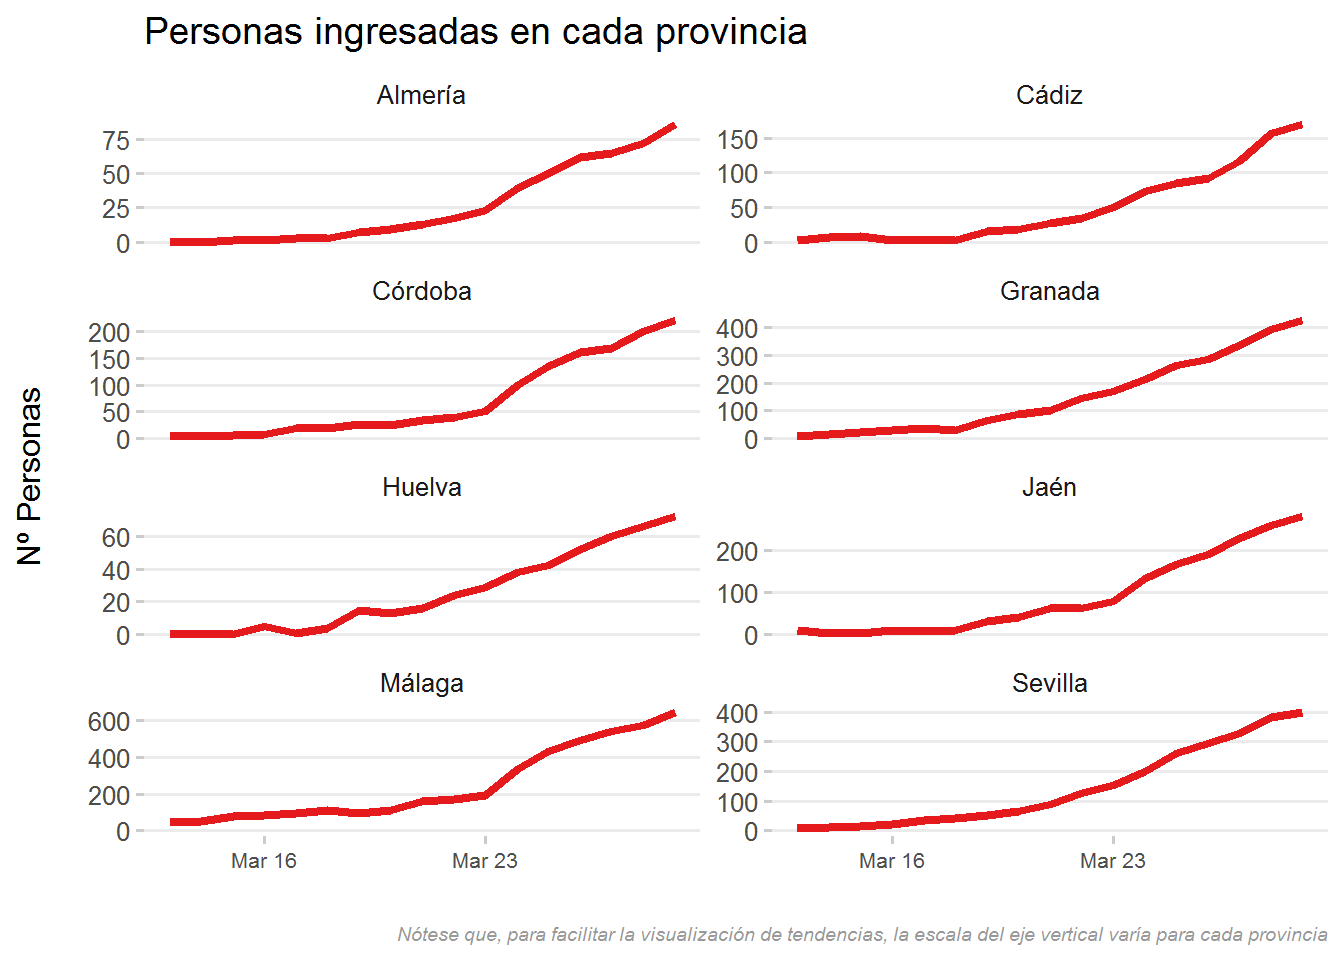 Personas ingresadas en cada provincia
Nº Personas
Almería
75
50
25
0
Cádiz
150
100
50
0
Córdoba
200
150
100
50
0
Granada
400
300
200
100
0
Huelva
60
40
20
0
Jaén
200
100
0
Málaga
600
400
200
0
Mar 16
Mar 23
Sevilla
400
300
200
100
0
Mar 16
Mar 23
Nótese que, para facilitar la visualización de tendencias, la escala del eje vertical varía para cada provincia